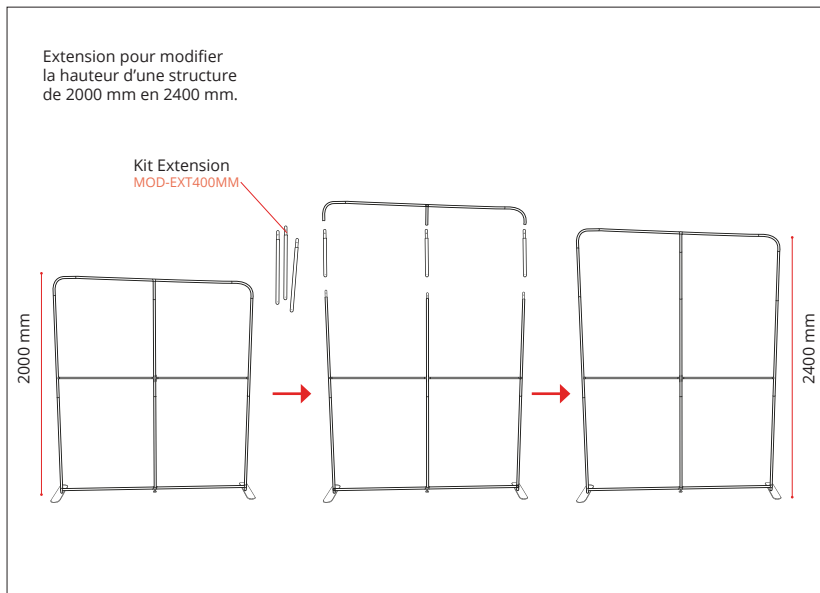 Extension pour modifier
la hauteur d’une structure
de 2000 mm en 2400 mm.
Kit Extension
MOD-EXT400MM
2000 mm
2400 mm